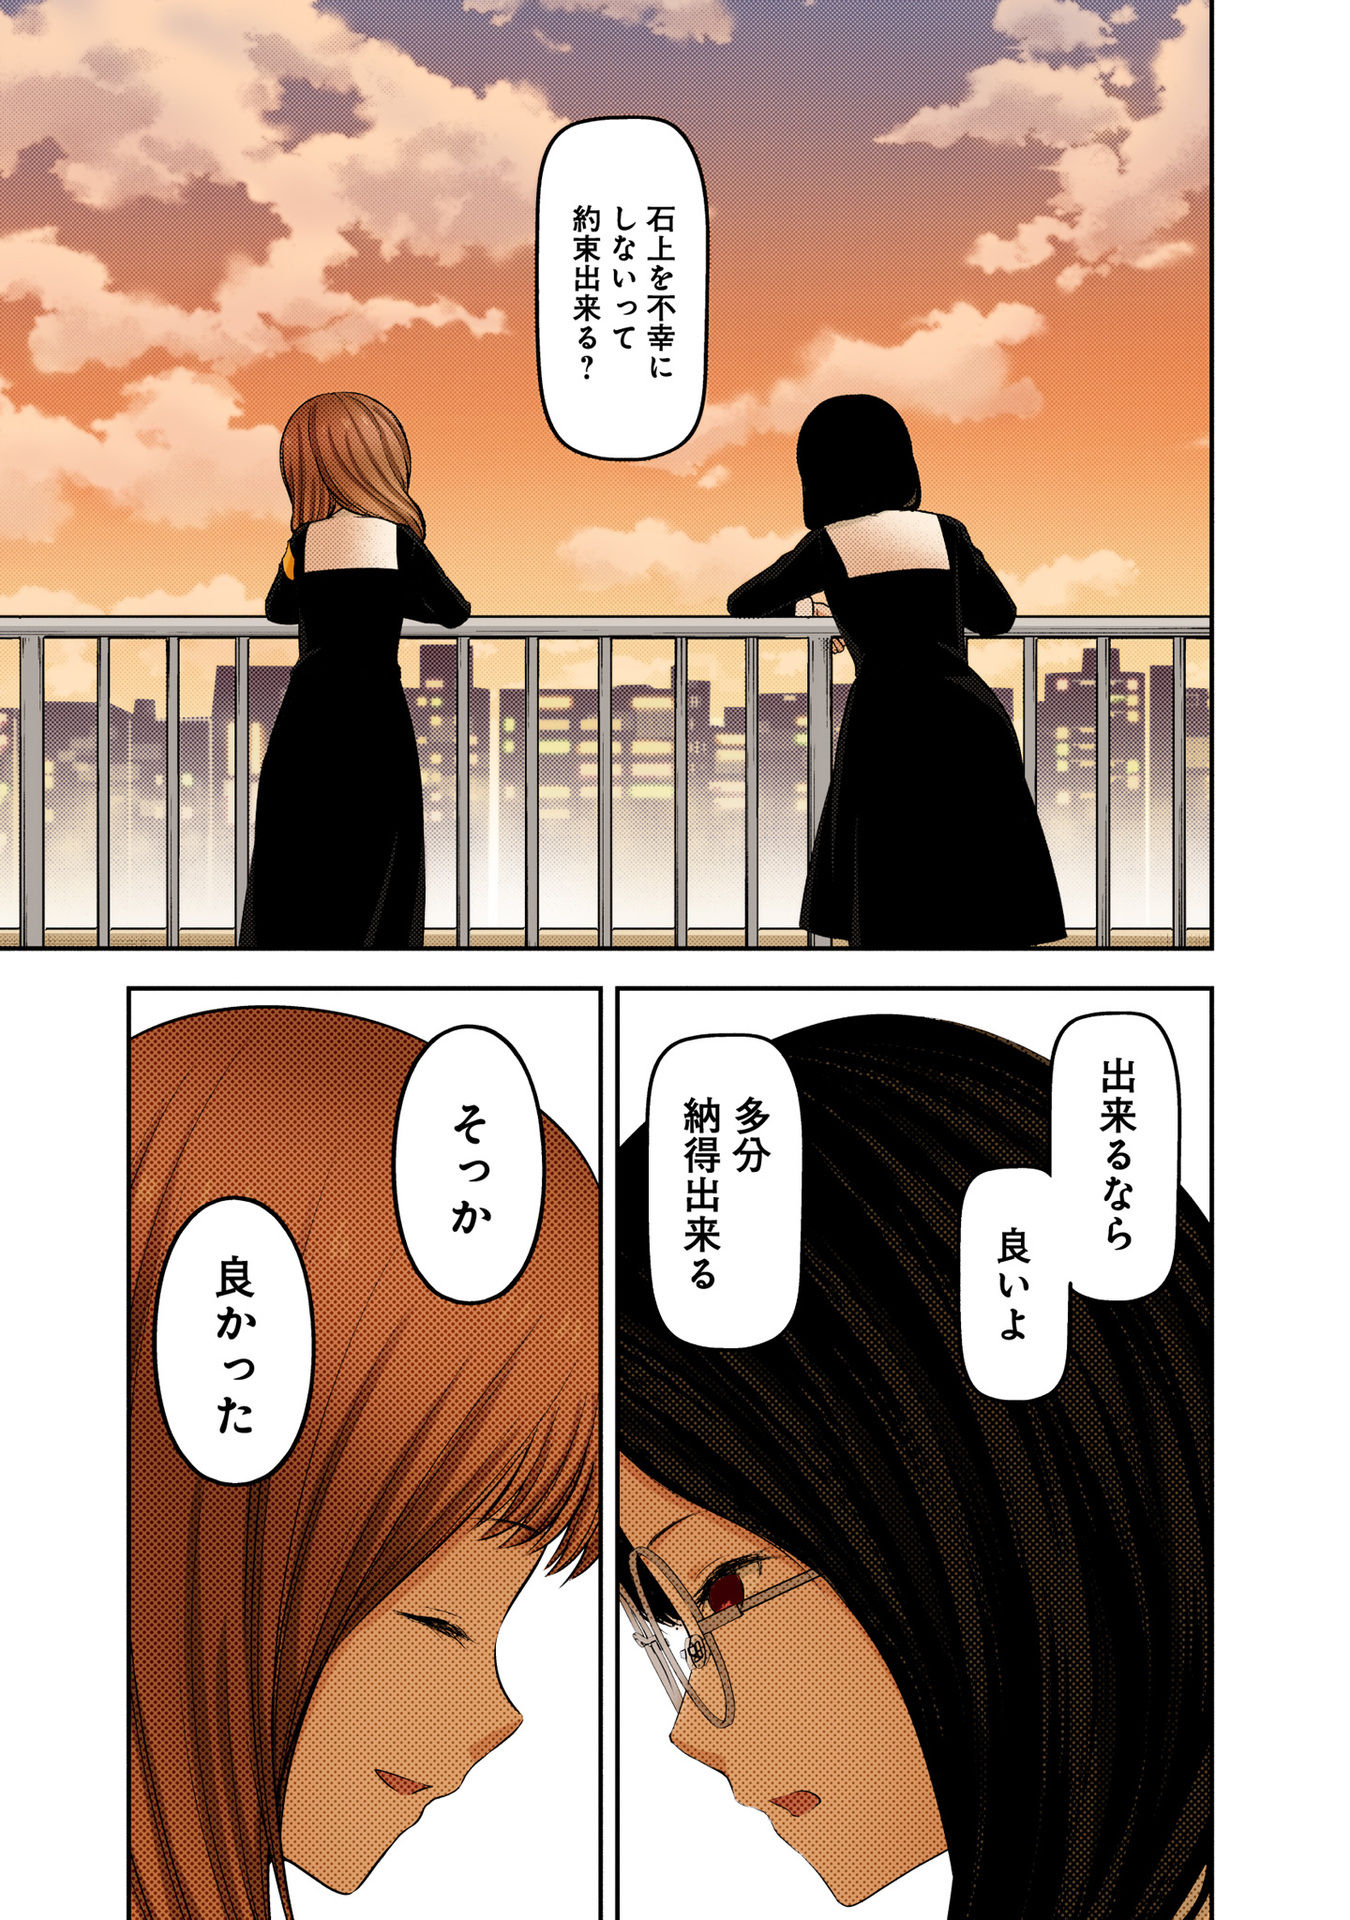 石上を不幸に
しないって
約束出来る?
出来るなら
良いよ
多分
納得出来る
そっか
良かった